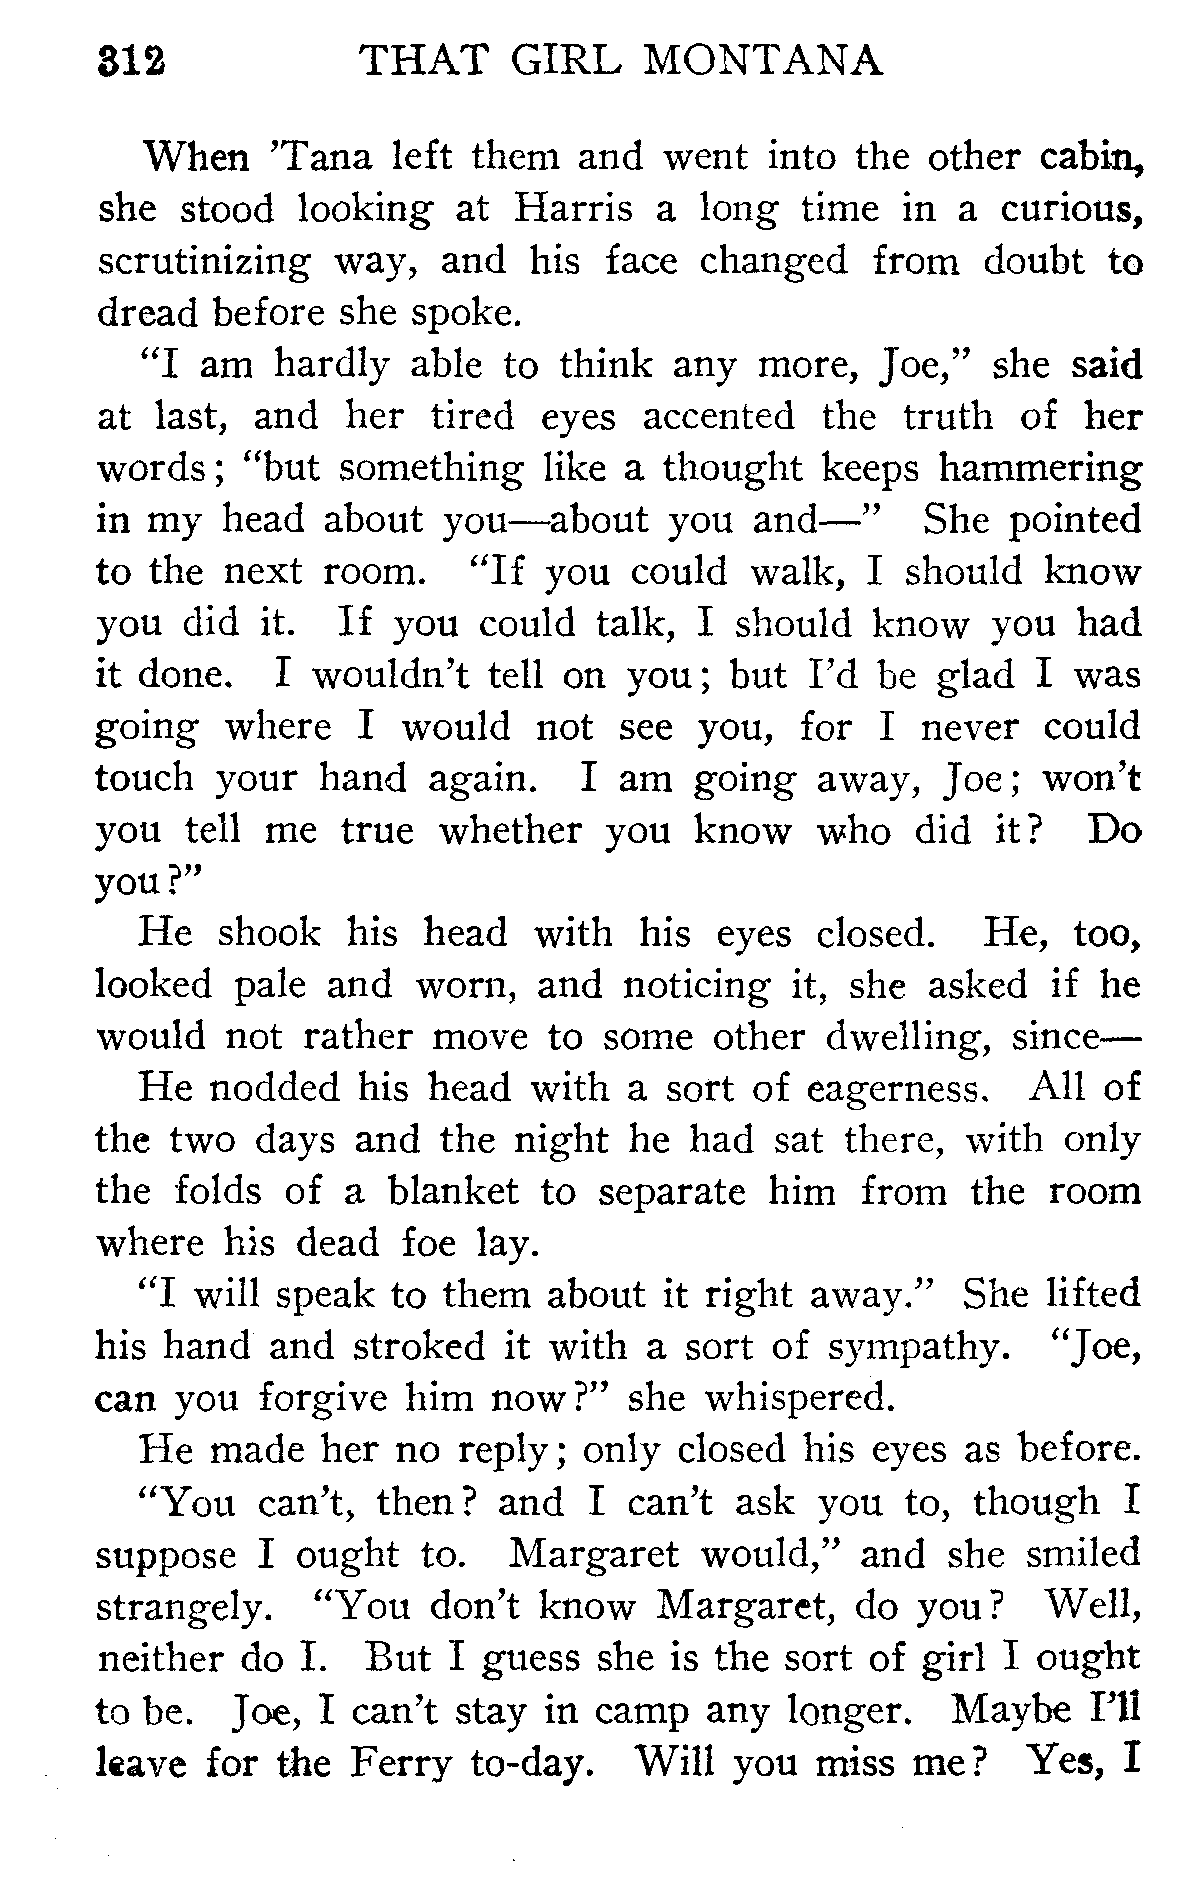 312 THAT GIRL MONTANA
When ’Tana left them and went into the other cabin,
she stood looking at Harris a long time in a curious,
scrutinizing way, and his face changed from doubt to
dread before she spoke.
“I am hardly able to think any more, Joe,” she said
at last, and her tired eyes accented the truth of her
words; “but something like a thought keeps hammering
in my head about you—about you and—” She pointed
to the next room. “If you could walk, I should know
you did it. If you could talk, I should know you had
it done. I wouldn’t tell on you; but I’d be glad I was
going where I would not see you, for I never could
touch your hand again. I am going away, Joe; won’t
you tell me true whether you know who did it? Do
you?”
He shook his head with his eyes closed. He, too,
looked pale and worn, and noticing it, she asked if he
would not rather move to some other dwelling, since—
He nodded his head with a sort of eagerness. All of
the two days and the night he had sat there, with only
the folds of a blanket to separate him from the room
where his dead foe lay.
“I will speak to them about it right away.” She lifted
his hand and stroked it with a sort of sympathy. “Joe,
can you forgive him now?” she whispered.
He made her no reply; only closed his eyes as before.
“You can’t, then? and I can’t ask you to, though I
suppose I ought to. Margaret would,” and she smiled
strangely. “You don’t know Margaret, do you? Well,
neither do I. But I guess she is the sort of girl I ought
to be. Joe, I can’t stay in camp any longer. Maybe I’ll
leave for the Ferry to-day. Will you miss me? Yes, I